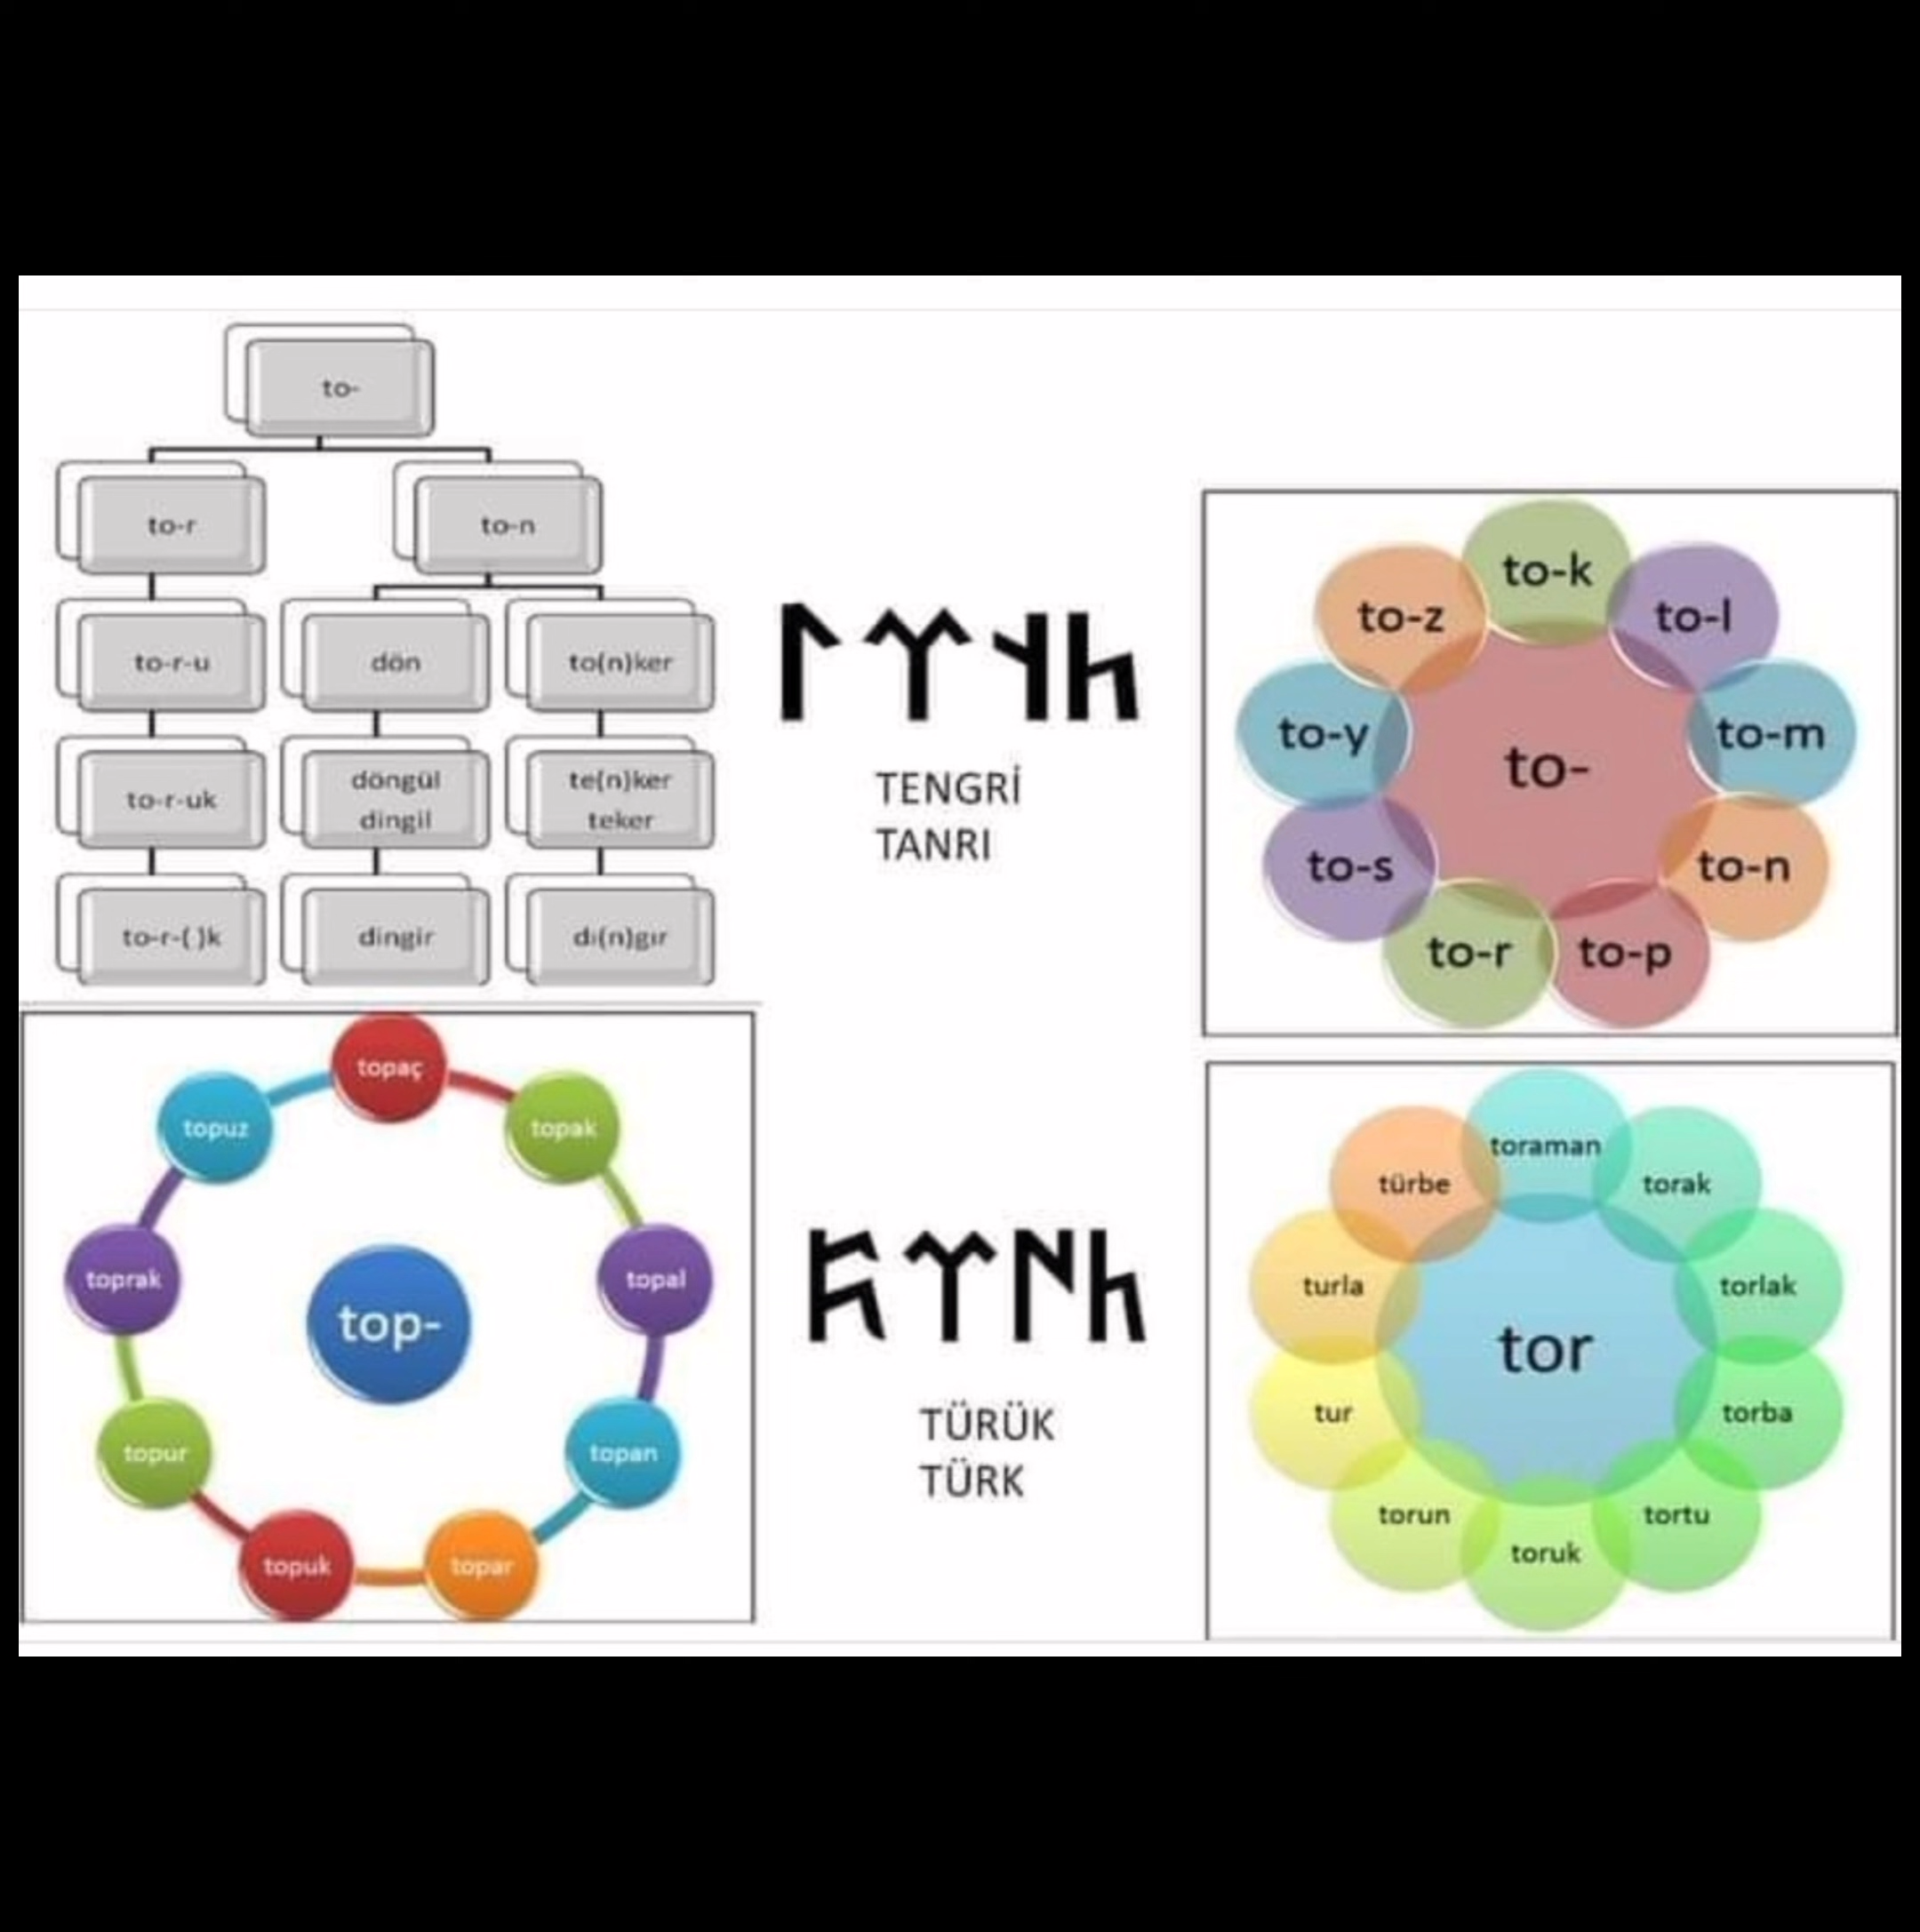 to-
to-r
to-n
to-r-u
dön
to(n)ker
to-r-uk
döngül
dingil
te(n)ker
teker
to-r-( )k
dingir
dı(n)gır
𐱅𐰭𐰼𐰃
TENGRİ
TANRI
to-
to-k
to-l
to-m
to-n
to-p
to-r
to-s
to-y
to-z
top-
topaç
topak
topal
topan
topar
topuk
topur
toprak
topuz
𐱅𐰇𐰼𐰜
TÜRÜK
TÜRK
tor
toraman
torak
torlak
torba
tortu
toruk
torun
tur
turla
türbe